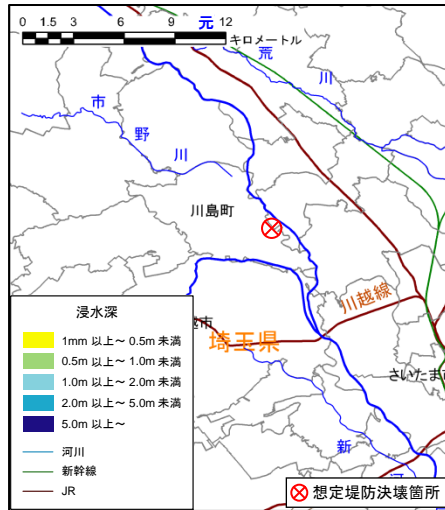 0 1.5 3 6 9 12
キロメートル
元
荒
川
市
野
川
川島町
川越線
埼玉県
市
さいたま
新
河
浸水深
1mm 以上~ 0.5m 未満
0.5m 以上~ 1.0m 未満
1.0m 以上~ 2.0m 未満
2.0m 以上~ 5.0m 未満
5.0m 以上~
河川
新幹線
JR
想定堤防決壊箇所